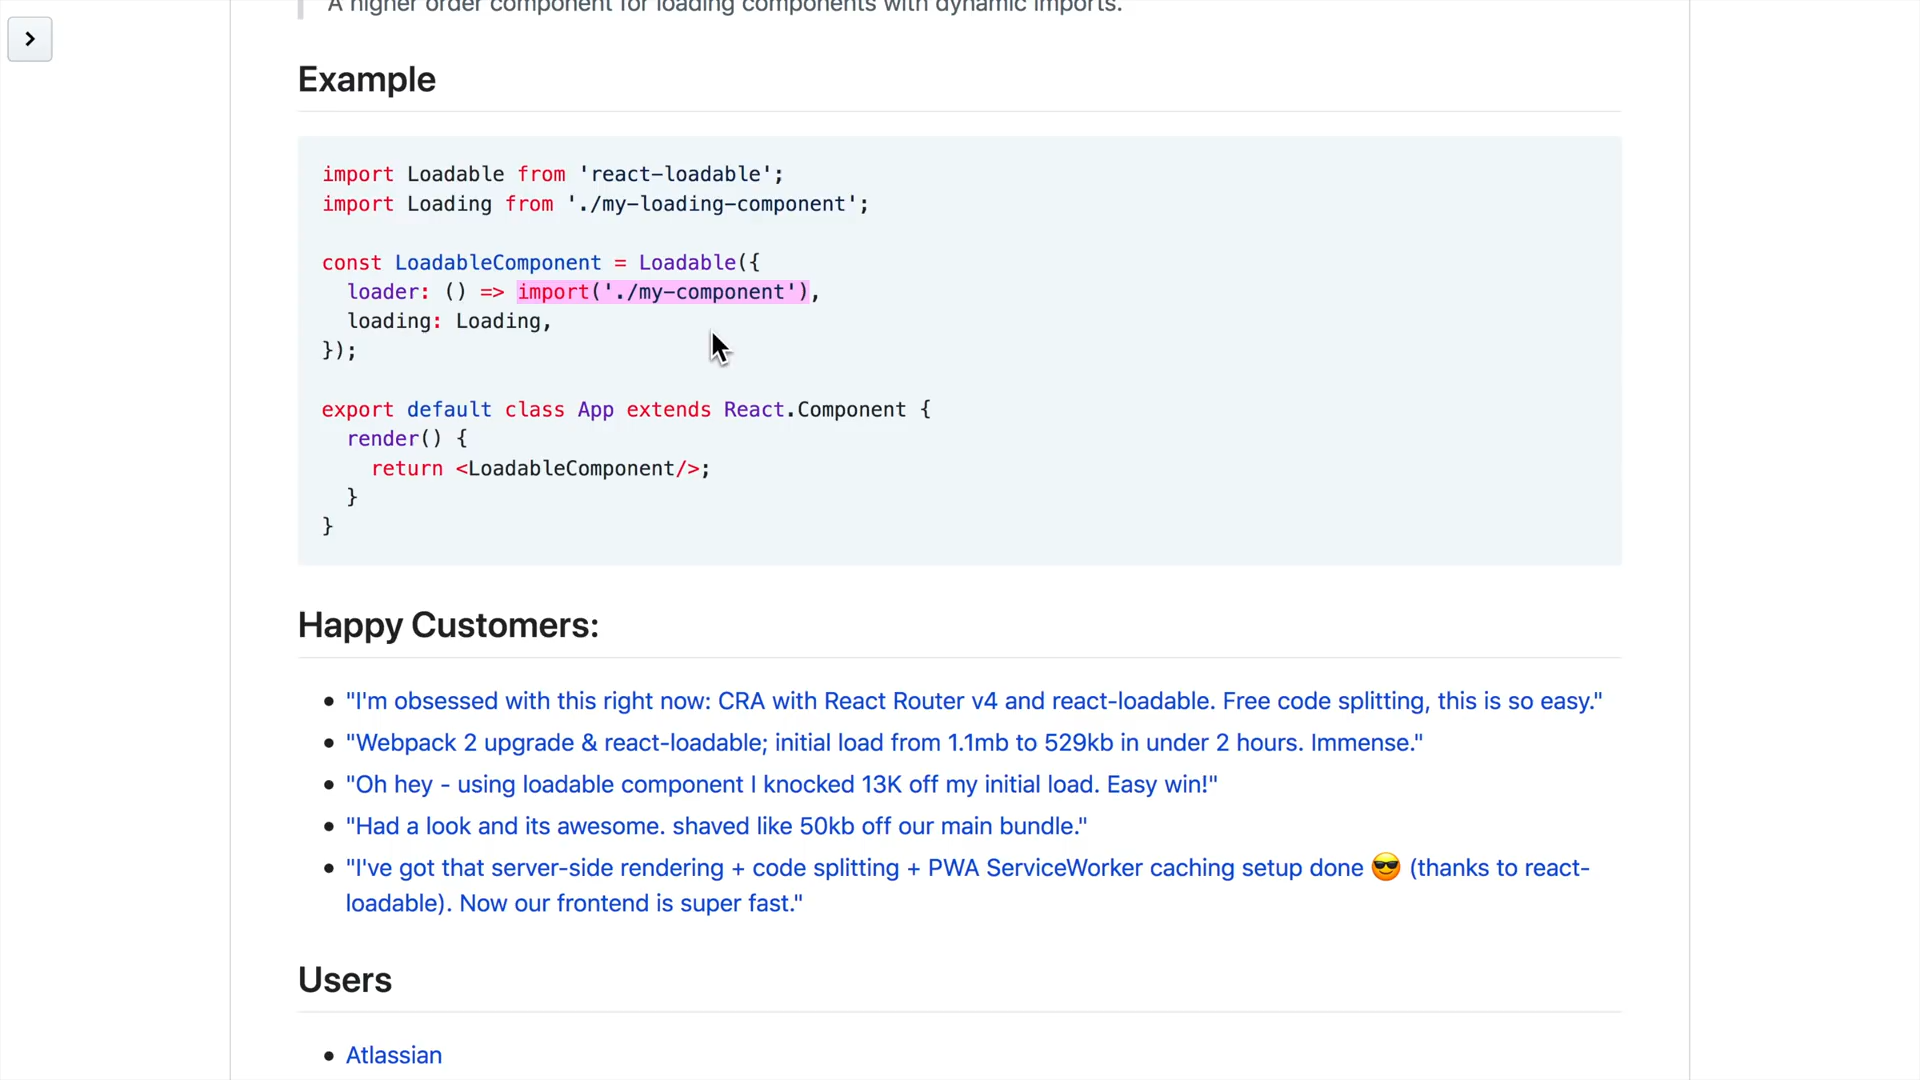 A higher order component for loading components with dynamic imports.
Example
import Loadable from 'react-loadable';
import Loading from './my-loading-component';
const LoadableComponent = Loadable({
  loader: () => import('./my-component'),
  loading: Loading,
});
export default class App extends React.Component {
  render() {
    return <LoadableComponent/>;
  }
}
Happy Customers:
• "I'm obsessed with this right now: CRA with React Router v4 and react-loadable. Free code splitting, this is so easy."
• "Webpack 2 upgrade & react-loadable; initial load from 1.1mb to 529kb in under 2 hours. Immense."
• "Oh hey - using loadable component I knocked 13K off my initial load. Easy win!"
• "Had a look and its awesome. shaved like 50kb off our main bundle."
• "I've got that server-side rendering + code splitting + PWA ServiceWorker caching setup done 😎 (thanks to react-
loadable). Now our frontend is super fast."
Users
• Atlassian